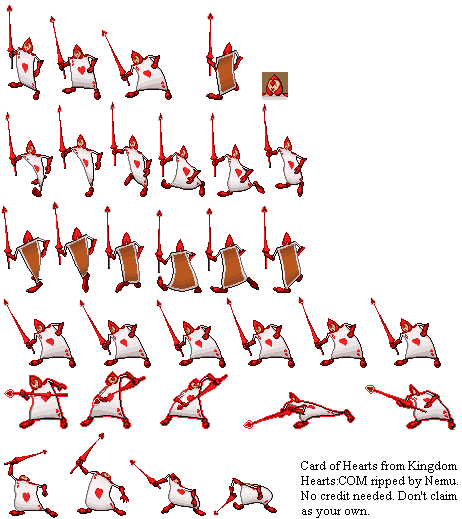 Card of Hearts from Kingdom
Hearts:COM ripped by Nemu.
No credit needed. Don't claim
as your own.